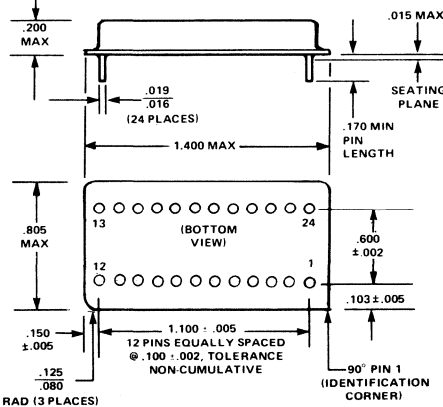 .200
MAX
.015 MAX
.019
.016
(24 PLACES)
SEATING
PLANE
.170 MIN
PIN
LENGTH
1.400 MAX
13
(BOTTOM
VIEW)
24
.805
MAX
.600
±.002
12
1
.103±.005
.150
±.005
1.100 ± .005
12 PINS EQUALLY SPACED
@ .100 ±.002, TOLERANCE
NON-CUMULATIVE
.125
.080
RAD (3 PLACES)
90° PIN 1
(IDENTIFICATION
CORNER)